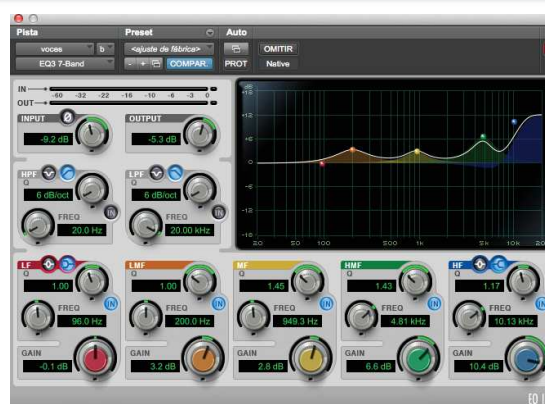 Pista Preset Auto
voces b <ajuste de fábrica> OMITIR
EQ3 7-Band - + COMPAR. PROT Native
IN
-60 -32 -22 -16 -10 -6 -3 0
OUT
INPUT Ø OUTPUT
-9.2 dB -5.3 dB
HPF LPF
Q Q
6 dB/oct 6 dB/oct
IN IN
FREQ FREQ
20.0 Hz 20.00 kHz
dB
+6
0
-6
-12
20 50 100 500 1k 5k 10k
LF LMF MF HMF HF
Q Q Q Q Q
1.00 1.00 1.45 1.43 1.17
IN IN IN IN IN
FREQ FREQ FREQ FREQ FREQ
96.0 Hz 200.0 Hz 949.3 Hz 4.81 kHz 10.13 kHz
GAIN GAIN GAIN GAIN GAIN
-0.1 dB 3.2 dB 2.8 dB 6.6 dB 10.4 dB